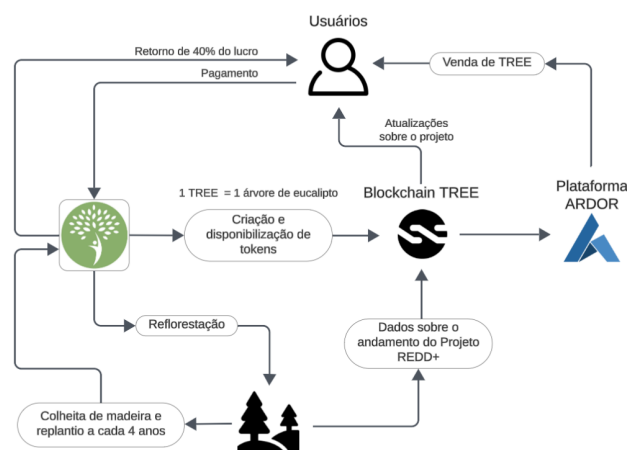 Usuários
Retorno de 40% do lucro
Pagamento
Venda de TREE
Atualizações
sobre o projeto
1 TREE = 1 árvore de eucalipto
Blockchain TREE
Plataforma
ARDOR
Criação e
disponibilização de
tokens
Reflorestação
Dados sobre o
andamento do Projeto
REDD+
Colheita de madeira e
replantio a cada 4 anos